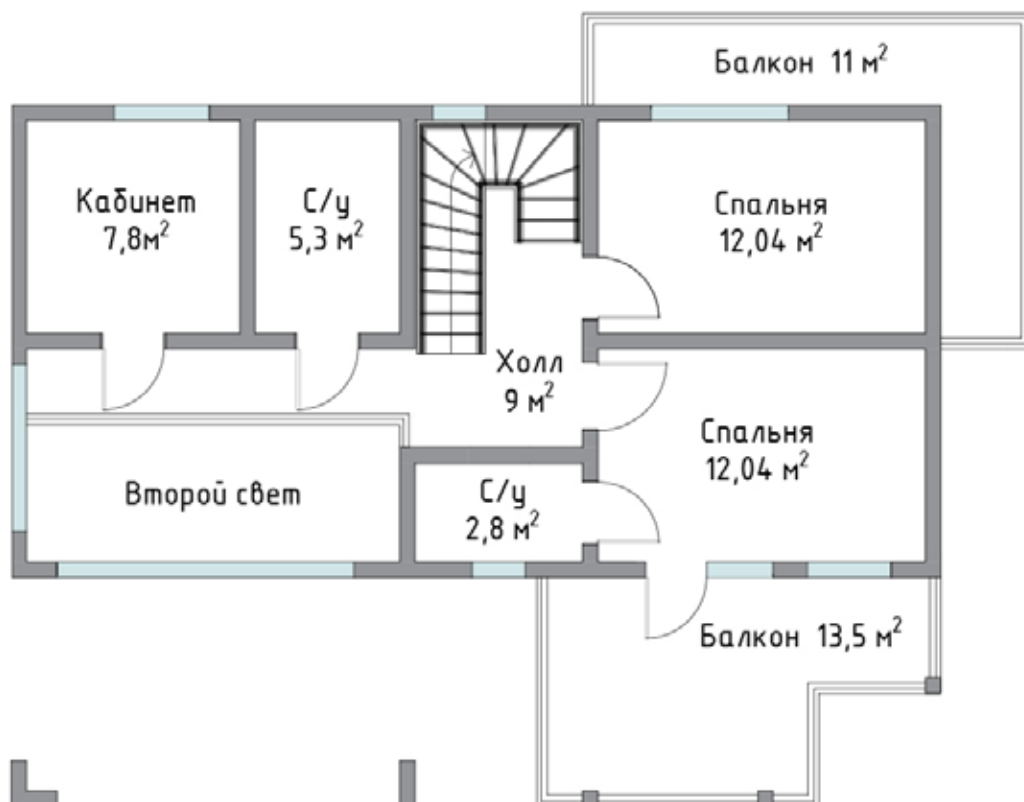 Балкон 11 м²
Кабинет
7,8м²
С/у
5,3 м²
Спальня
12,04 м²
Холл
9 м²
Спальня
12,04 м²
Второй свет
С/у
2,8 м²
Балкон 13,5 м²